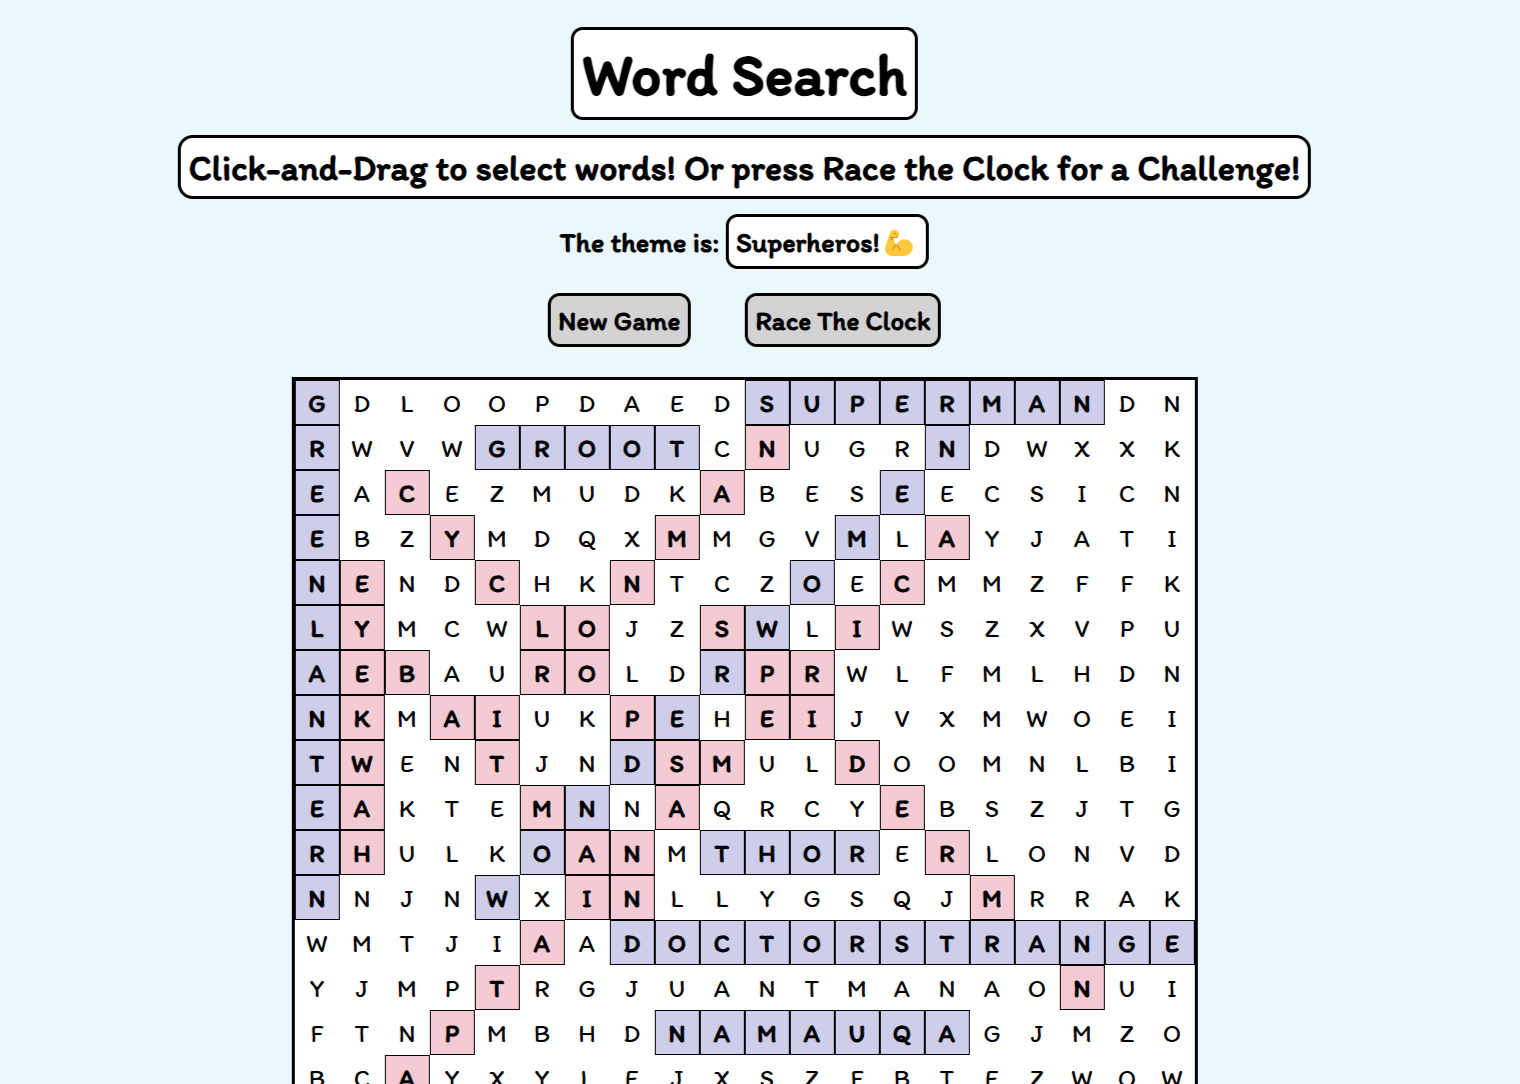 Word Search
Click-and-Drag to select words! Or press Race the Clock for a Challenge!
The theme is: Superheros!💪
New Game Race The Clock
G D L O O P D A E D S U P E R M A N D N
R W V W G R O O T C N U G R N D W X X K
E A C E Z M U D K A B E S E E C S I C N
E B Z Y M D Q X M M G V M L A Y J A T I
N E N D C H K N T C Z O E C M M Z F F K
L Y M C W L O J Z S W L I W S Z X V P U
A E B A U R O L D R P R W L F M L H D N
N K M A I U K P E H E I J V X M W O E I
T W E N T J N D S M U L D O O M N L B I
E A K T E M N N A Q R C Y E B S Z J T G
R H U L K O A N M T H O R E R L O N V D
N N J N W X I N L L Y G S Q J M R R A K
W M T J I A A D O C T O R S T R A N G E
Y J M P T R G J U A N T M A N A O N U I
F T N P M B H D N A M A U Q A G J M Z O
B C A Y X Y L E J X S Z F B T F Z W O W